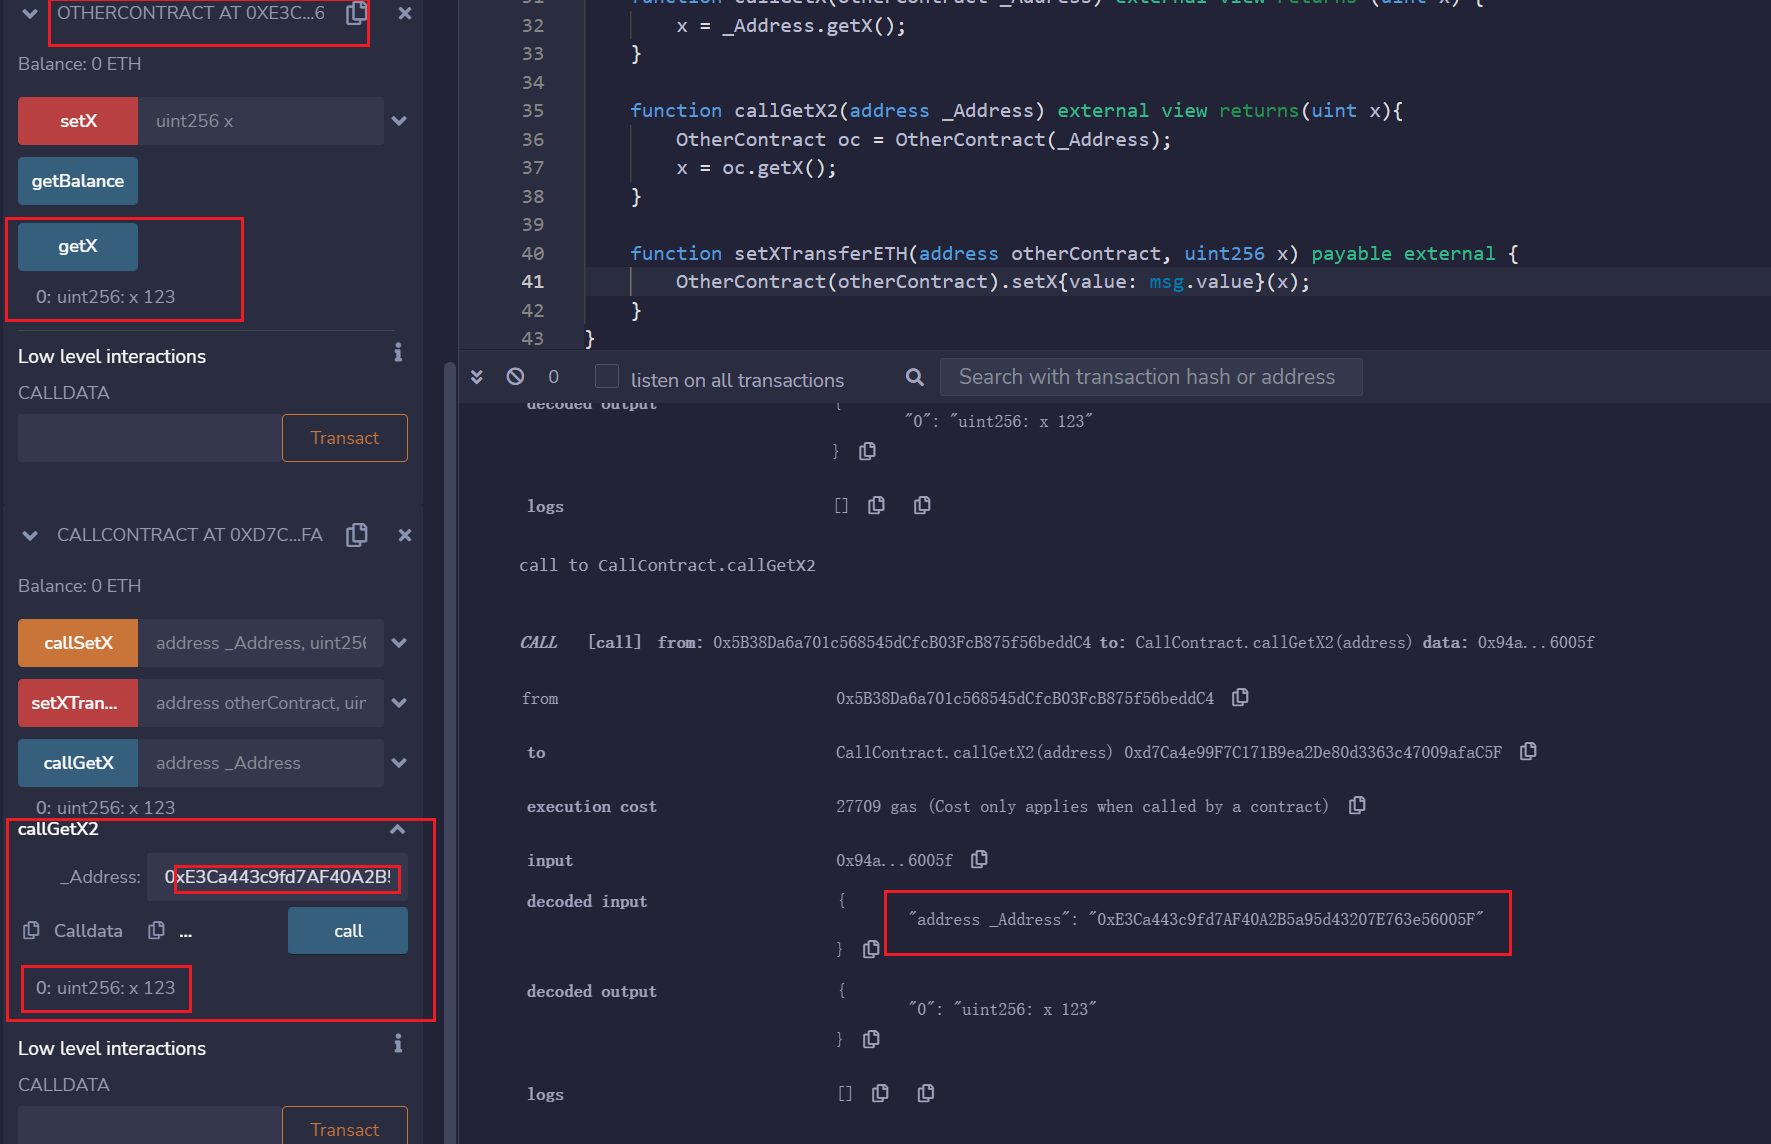 OTHERCONTRACT AT 0XE3C...6
Balance: 0 ETH
setX
uint256 x
getBalance
getX
0: uint256: x 123
Low level interactions
CALLDATA
Transact
CALLCONTRACT AT 0XD7C...FA
Balance: 0 ETH
callSetX
address _Address, uint256
setXTran...
address otherContract, uin
callGetX
address _Address
0: uint256: x 123
callGetX2
_Address:
0xE3Ca443c9fd7AF40A2B5
Calldata
...
call
0: uint256: x 123
Low level interactions
CALLDATA
Transact
32 x = _Address.getX();
33 }
34
35 function callGetX2(address _Address) external view returns(uint x){
36 OtherContract oc = OtherContract(_Address);
37 x = oc.getX();
38 }
39
40 function setXTransferETH(address otherContract, uint256 x) payable external {
41 OtherContract(otherContract).setX{value: msg.value}(x);
42 }
43 }
0
listen on all transactions
Search with transaction hash or address
decoded output {
"0": "uint256: x 123"
}
logs []
call to CallContract.callGetX2
CALL [call] from: 0x5B38Da6a701c568545dCfcB03FcB875f56beddC4 to: CallContract.callGetX2(address) data: 0x94a...6005f
from 0x5B38Da6a701c568545dCfcB03FcB875f56beddC4
to CallContract.callGetX2(address) 0xd7Ca4e99F7C171B9ea2De80d3363c47009afaC5F
execution cost 27709 gas (Cost only applies when called by a contract)
input 0x94a...6005f
decoded input {
"address _Address": "0xE3Ca443c9fd7AF40A2B5a95d43207E763e56005F"
}
decoded output {
"0": "uint256: x 123"
}
logs []